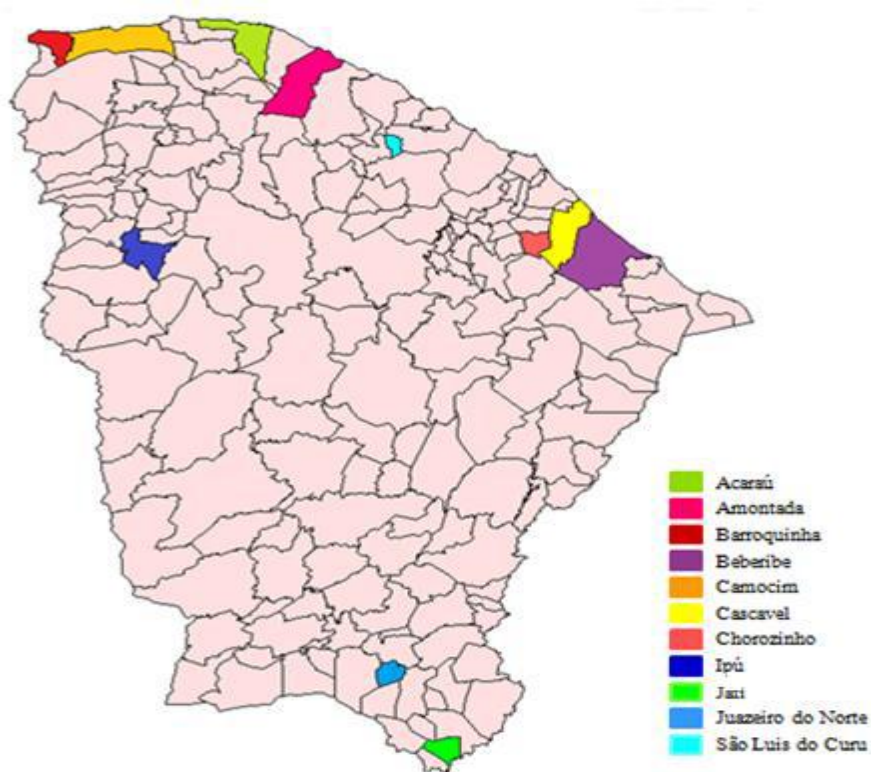 Acaraú
Amontada
Barroquinha
Beberibe
Camocim
Cascavel
Chorozinho
Ipú
Jati
Juazeiro do Norte
São Luis do Curu